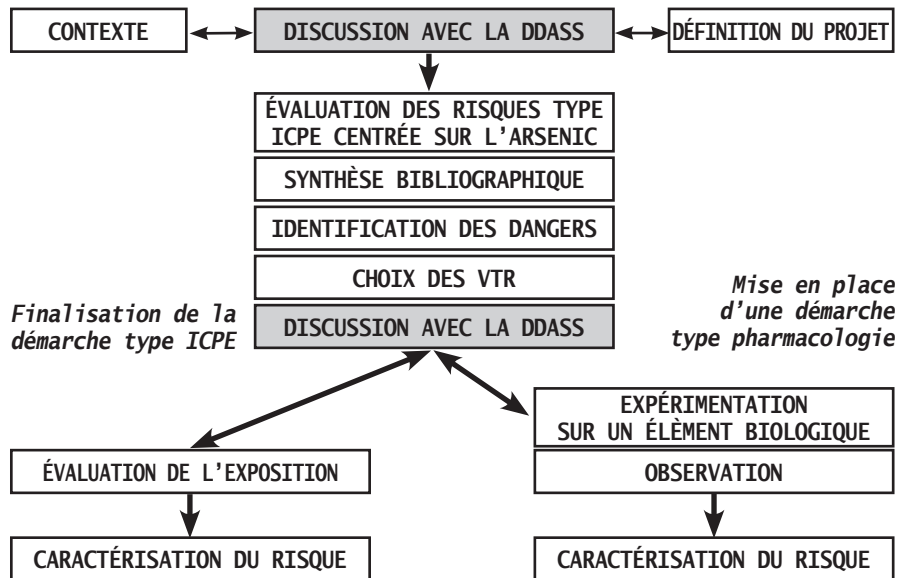 CONTEXTE
DISCUSSION AVEC LA DDASS
DÉFINITION DU PROJET
ÉVALUATION DES RISQUES TYPE
ICPE CENTRÉE SUR L'ARSENIC
SYNTHÈSE BIBLIOGRAPHIQUE
IDENTIFICATION DES DANGERS
CHOIX DES VTR
DISCUSSION AVEC LA DDASS
Finalisation de la
démarche type ICPE
Mise en place
d'une démarche
type pharmacologie
ÉVALUATION DE L'EXPOSITION
CARACTÉRISATION DU RISQUE
EXPÉRIMENTATION
SUR UN ÉLÈMENT BIOLOGIQUE
OBSERVATION
CARACTÉRISATION DU RISQUE